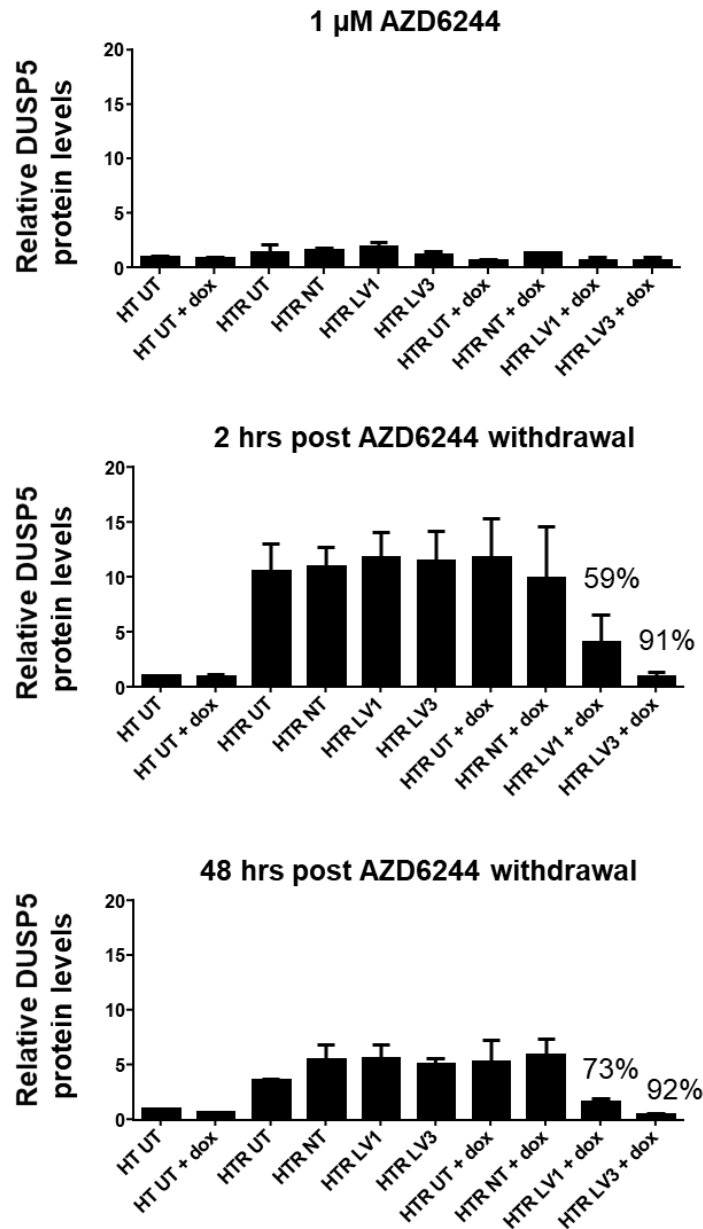 1 µM AZD6244
Relative DUSP5
protein levels
20
15
10
5
0
HT UT
HT UT + dox
HTR UT
HTR NT
HTR LV1
HTR LV3
HTR UT + dox
HTR NT + dox
HTR LV1 + dox
HTR LV3 + dox
2 hrs post AZD6244 withdrawal
Relative DUSP5
protein levels
20
15
10
5
0
59%
91%
HT UT
HT UT + dox
HTR UT
HTR NT
HTR LV1
HTR LV3
HTR UT + dox
HTR NT + dox
HTR LV1 + dox
HTR LV3 + dox
48 hrs post AZD6244 withdrawal
Relative DUSP5
protein levels
20
15
10
5
0
73%
92%
HT UT
HT UT + dox
HTR UT
HTR NT
HTR LV1
HTR LV3
HTR UT + dox
HTR NT + dox
HTR LV1 + dox
HTR LV3 + dox